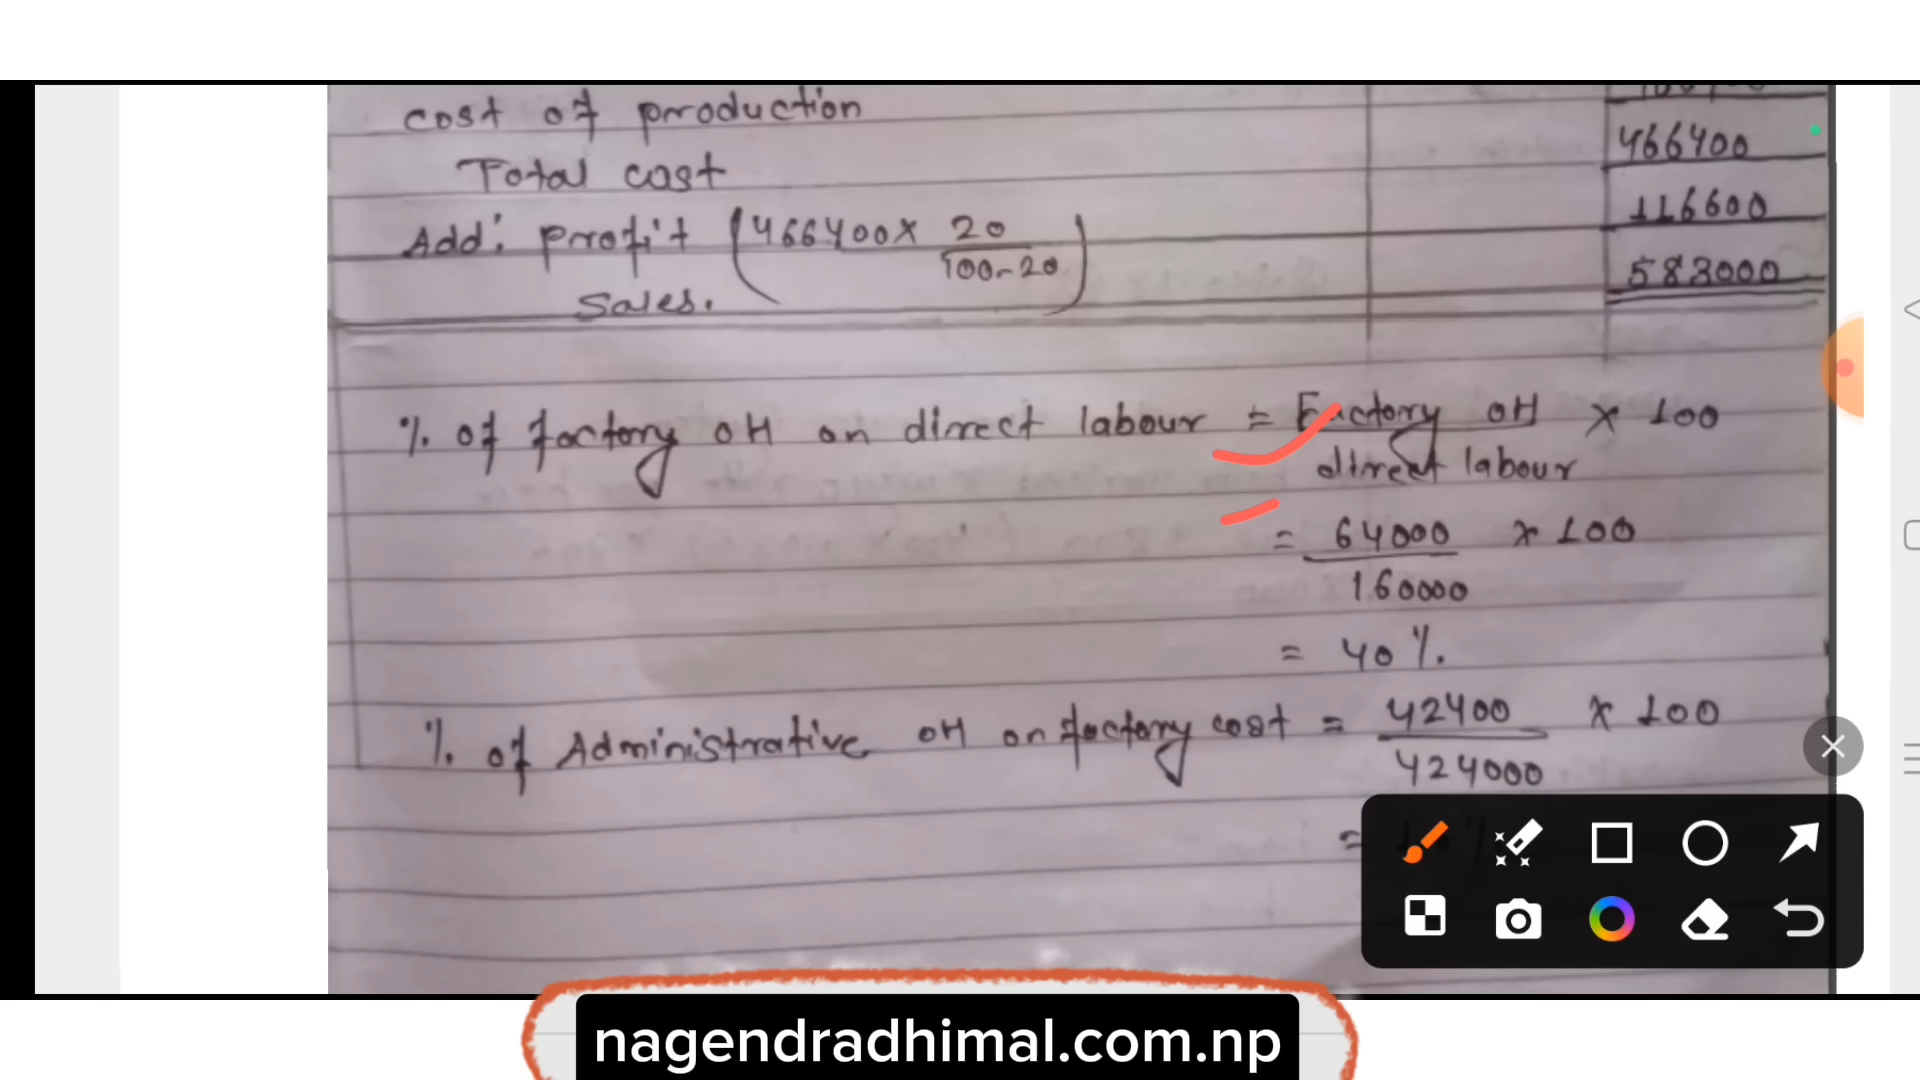 cost of production
Total cost 466400
Add: profit (466400 x 20 / 100-20) 116600
Sales. 583000
% of factory OH on direct labour = Factory OH x 100
direct labour
= 64000 x 100
160000
= 40 %.
% of Administrative OH on factory cost = 42400 x 100
424000
=
nagendradhimal.com.np